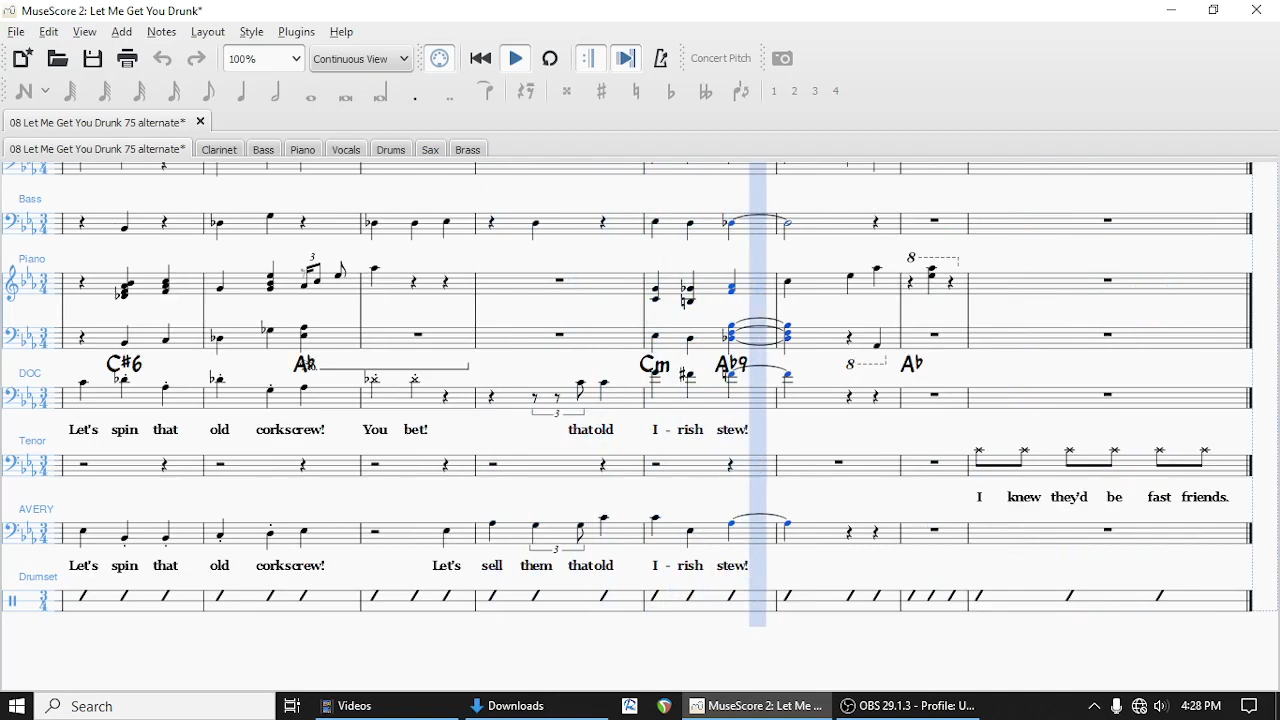 MuseScore 2: Let Me Get You Drunk*
File Edit View Add Notes Layout Style Plugins Help
100% Continuous View Concert Pitch
1 2 3 4
08 Let Me Get You Drunk 75 alternate*
08 Let Me Get You Drunk 75 alternate* Clarinet Bass Piano Vocals Drums Sax Brass
Bass
Piano
3
8
C#6 Ab Cm Ab9 8 Ab
DOC
3
Let's spin that old corkscrew! You bet! that old I - rish stew!
Tenor
I knew they'd be fast friends.
AVERY
3
Let's spin that old corkscrew! Let's sell them that old I - rish stew!
Drumset
Search Videos Downloads MuseScore 2: Let Me ... OBS 29.1.3 - Profile: U... 4:28 PM